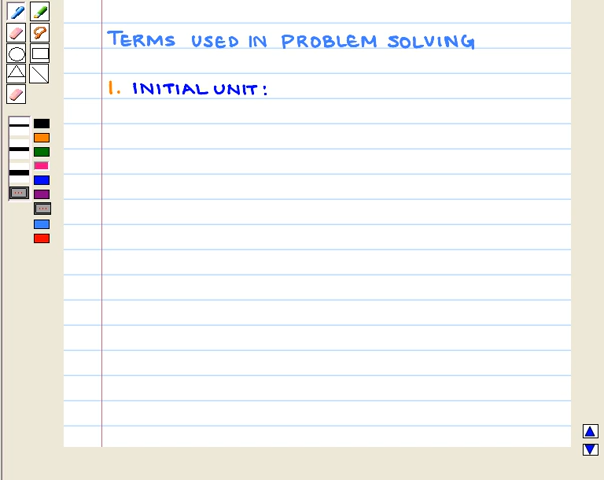 TERMS USED IN PROBLEM SOLVING
1. INITIAL UNIT: